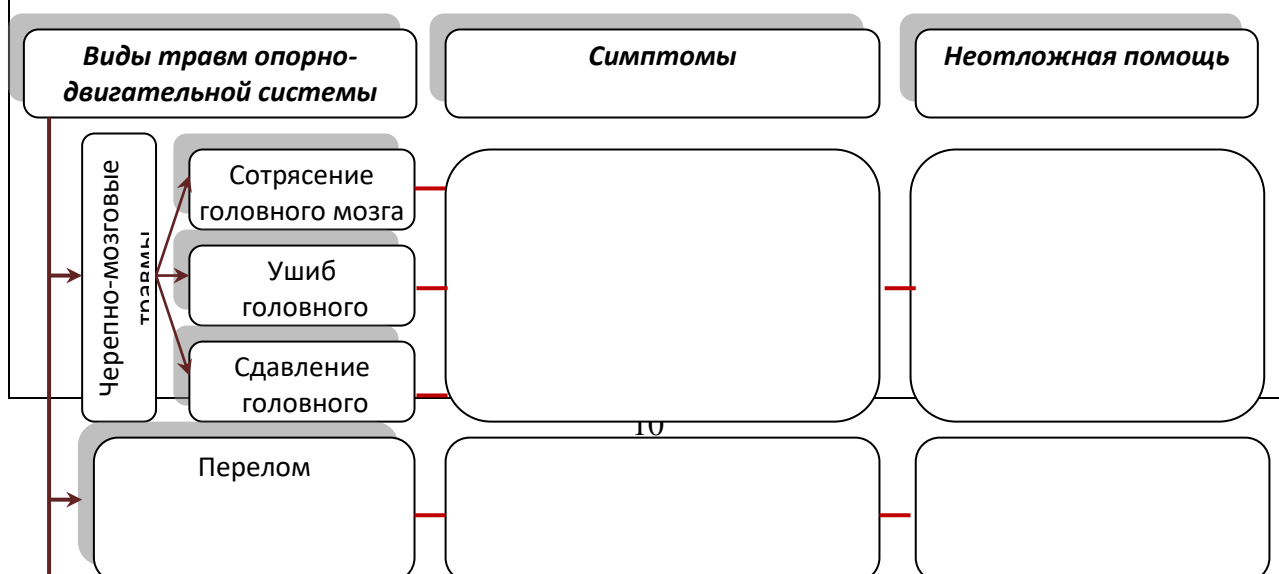 Виды травм опорно-
двигательной системы
Симптомы
Неотложная помощь
Черепно-мозговые
травмы
Сотрясение
головного мозга
Ушиб
головного
Сдавление
головного
10
Перелом